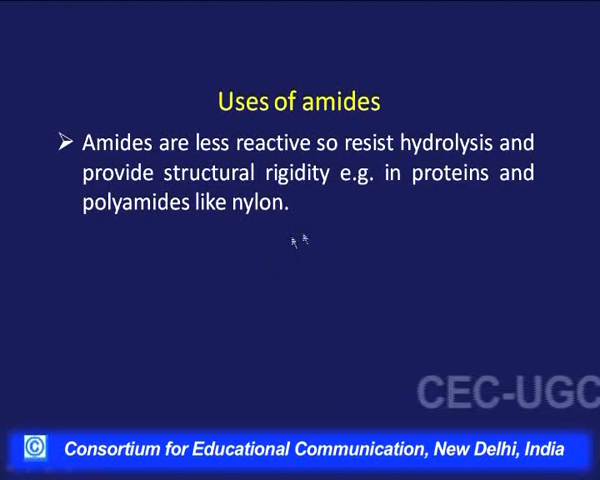 Uses of amides
Amides are less reactive so resist hydrolysis and
provide structural rigidity e.g. in proteins and
polyamides like nylon.
CEC-UGC
© Consortium for Educational Communication, New Delhi, India